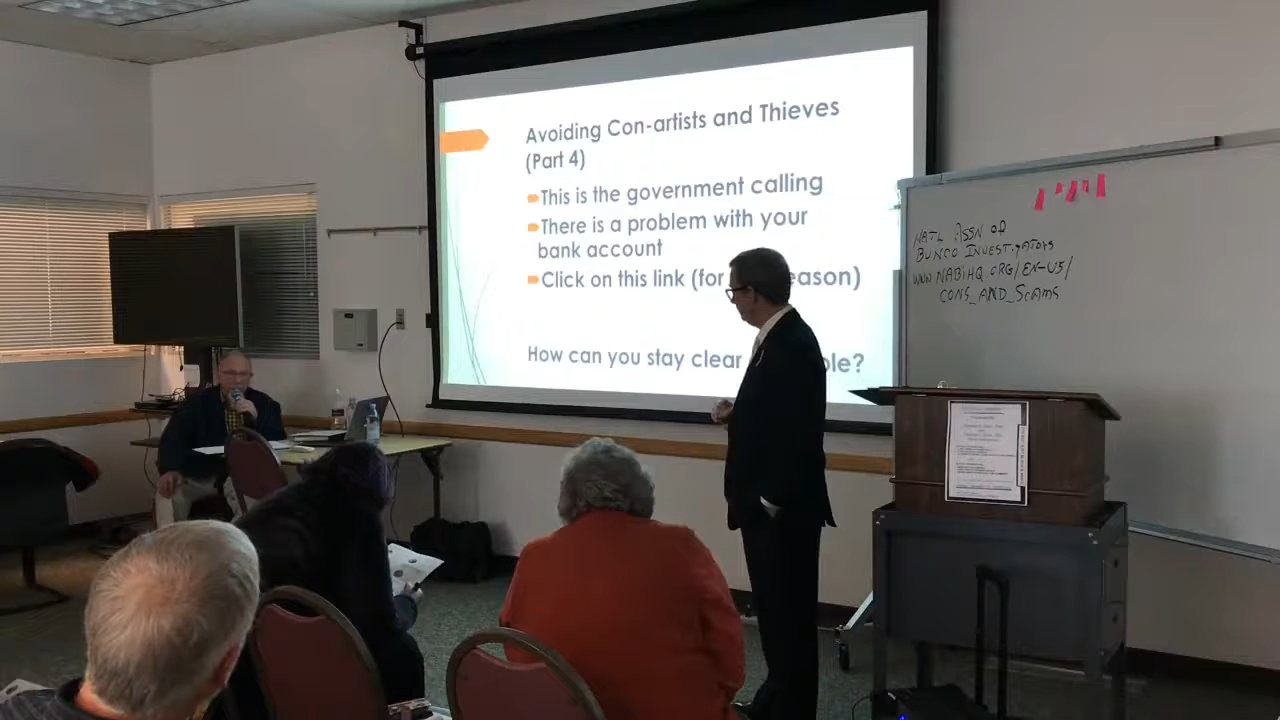 Avoiding Con-artists and Thieves
(Part 4)
This is the government calling
There is a problem with your
bank account
Click on this link (for eason)
How can you stay clear ble?
NATL ASSN OF
BUNCO INVESTIGATORS
WWW.NABIHQ.ORG/EN-US/
CONS_AND_SCAMS